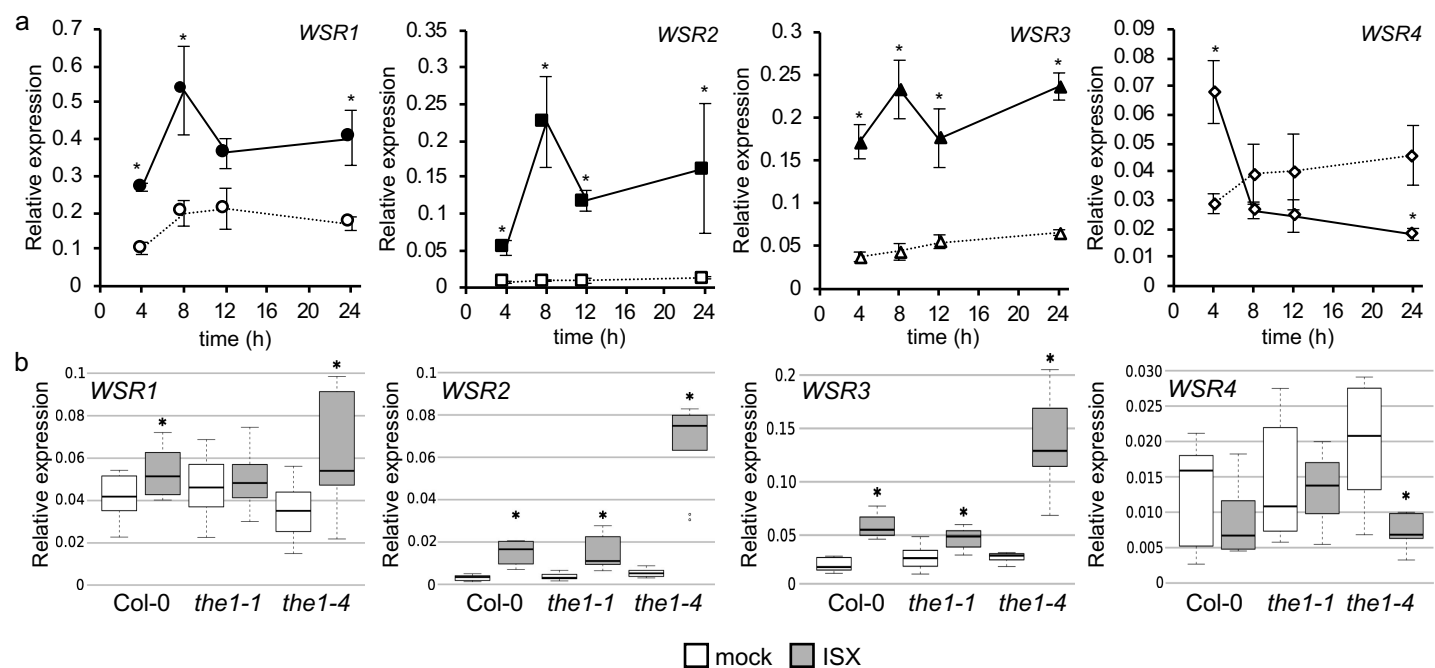 a
WSR1
Relative expression
0.7
0.6
0.5
0.4
0.3
0.2
0.1
0
* * *
0 4 8 12 16 20 24
time (h)
WSR2
Relative expression
0.35
0.3
0.25
0.2
0.15
0.1
0.05
0
* * * *
0 4 8 12 16 20 24
time (h)
WSR3
Relative expression
0.3
0.25
0.2
0.15
0.1
0.05
0
* * * *
0 4 8 12 16 20 24
time (h)
WSR4
Relative expression
0.09
0.08
0.07
0.06
0.05
0.04
0.03
0.02
0.01
0
* *
0 4 8 12 16 20 24
time (h)
b
WSR1
Relative expression
0.1
0.08
0.06
0.04
0.02
0
* *
Col-0 the1-1 the1-4
WSR2
Relative expression
0.1
0.08
0.06
0.04
0.02
0
* * *
Col-0 the1-1 the1-4
WSR3
Relative expression
0.2
0.15
0.10
0.05
0
* * *
Col-0 the1-1 the1-4
WSR4
Relative expression
0.030
0.025
0.020
0.015
0.010
0.005
0
*
Col-0 the1-1 the1-4
mock ISX